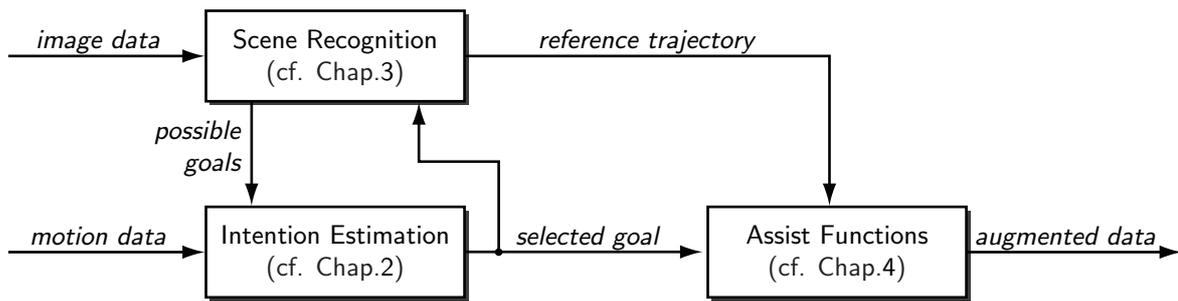 image data
Scene Recognition
(cf. Chap.3)
reference trajectory
possible
goals
motion data
Intention Estimation
(cf. Chap.2)
selected goal
Assist Functions
(cf. Chap.4)
augmented data